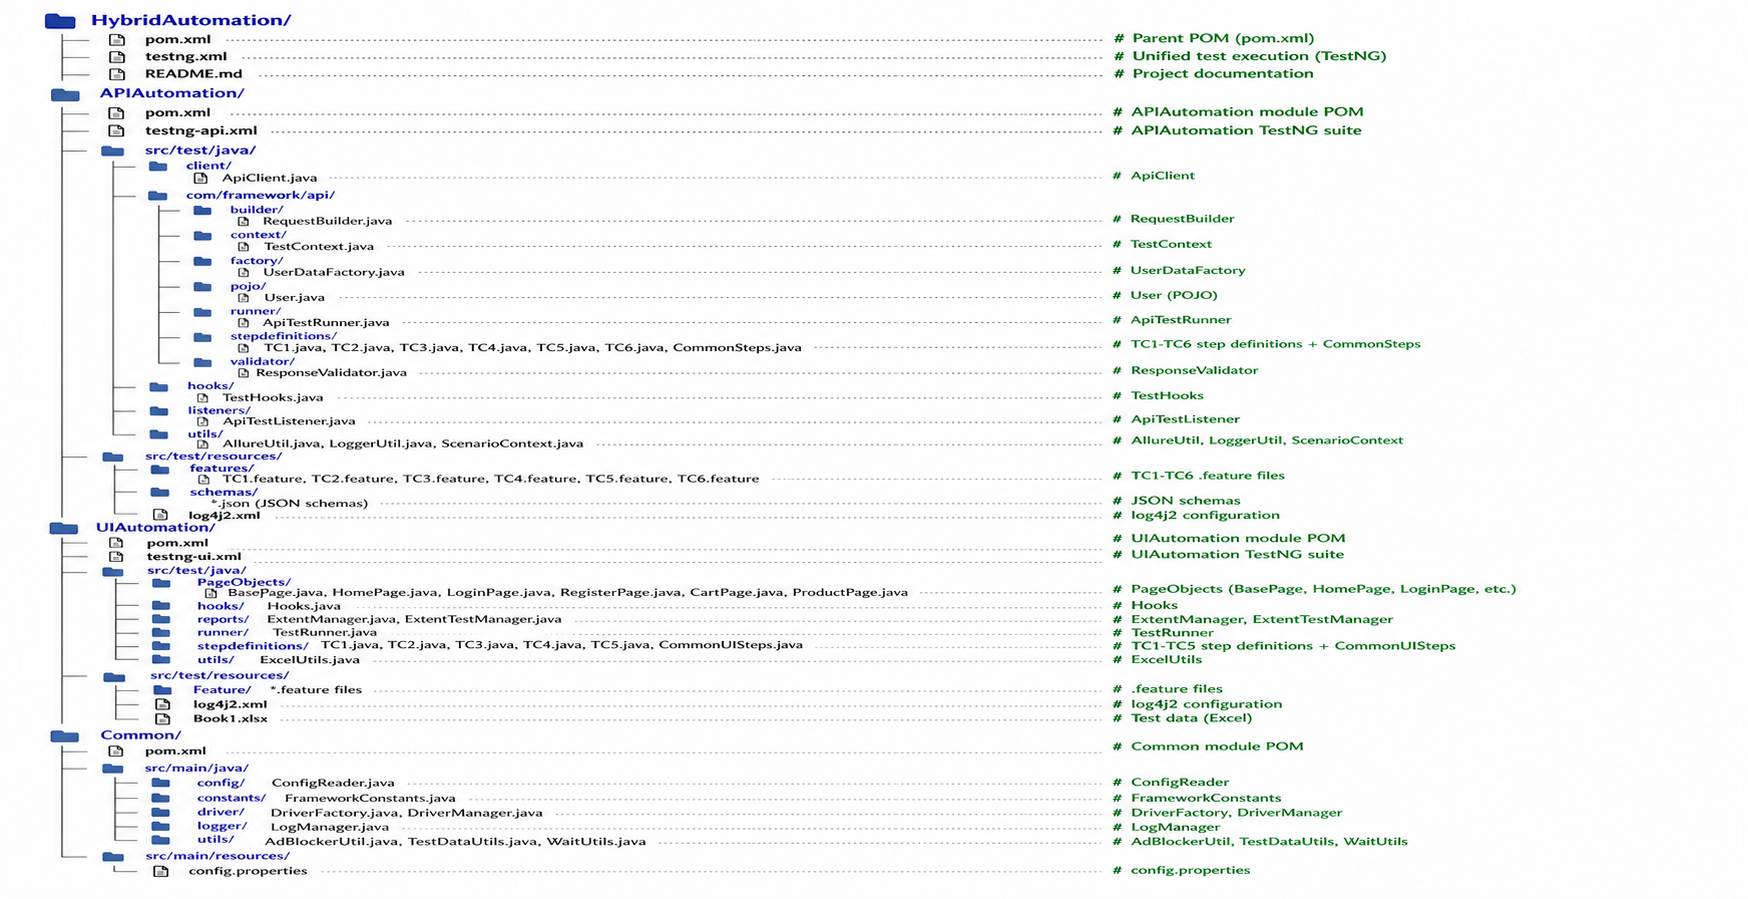 HybridAutomation/
pom.xml # Parent POM (pom.xml)
testng.xml # Unified test execution (TestNG)
README.md # Project documentation
APIAutomation/
pom.xml # APIAutomation module POM
testng-api.xml # APIAutomation TestNG suite
src/test/java/
client/
ApiClient.java # ApiClient
com/framework/api/
builder/
RequestBuilder.java # RequestBuilder
context/
TestContext.java # TestContext
factory/
UserDataFactory.java # UserDataFactory
pojo/
User.java # User (POJO)
runner/
ApiTestRunner.java # ApiTestRunner
stepdefinitions/
TC1.java, TC2.java, TC3.java, TC4.java, TC5.java, TC6.java, CommonSteps.java # TC1-TC6 step definitions + CommonSteps
validator/
ResponseValidator.java # ResponseValidator
hooks/
TestHooks.java # TestHooks
listeners/
ApiTestListener.java # ApiTestListener
utils/
AllureUtil.java, LoggerUtil.java, ScenarioContext.java # AllureUtil, LoggerUtil, ScenarioContext
src/test/resources/
features/
TC1.feature, TC2.feature, TC3.feature, TC4.feature, TC5.feature, TC6.feature # TC1-TC6 .feature files
schemas/
*.json (JSON schemas) # JSON schemas
log4j2.xml # log4j2 configuration
UIAutomation/
pom.xml # UIAutomation module POM
testng-ui.xml # UIAutomation TestNG suite
src/test/java/
PageObjects/
BasePage.java, HomePage.java, LoginPage.java, RegisterPage.java, CartPage.java, ProductPage.java # PageObjects (BasePage, HomePage, LoginPage, etc.)
hooks/ Hooks.java # Hooks
reports/ ExtentManager.java, ExtentTestManager.java # ExtentManager, ExtentTestManager
runner/ TestRunner.java # TestRunner
stepdefinitions/ TC1.java, TC2.java, TC3.java, TC4.java, TC5.java, CommonUISteps.java # TC1-TC5 step definitions + CommonUISteps
utils/ ExcelUtils.java # ExcelUtils
src/test/resources/
Feature/ *.feature files # .feature files
log4j2.xml # log4j2 configuration
Book1.xlsx # Test data (Excel)
Common/
pom.xml # Common module POM
src/main/java/
config/ ConfigReader.java # ConfigReader
constants/ FrameworkConstants.java # FrameworkConstants
driver/ DriverFactory.java, DriverManager.java # DriverFactory, DriverManager
logger/ LogManager.java # LogManager
utils/ AdBlockerUtil.java, TestDataUtils.java, WaitUtils.java # AdBlockerUtil, TestDataUtils, WaitUtils
src/main/resources/
config.properties # config.properties